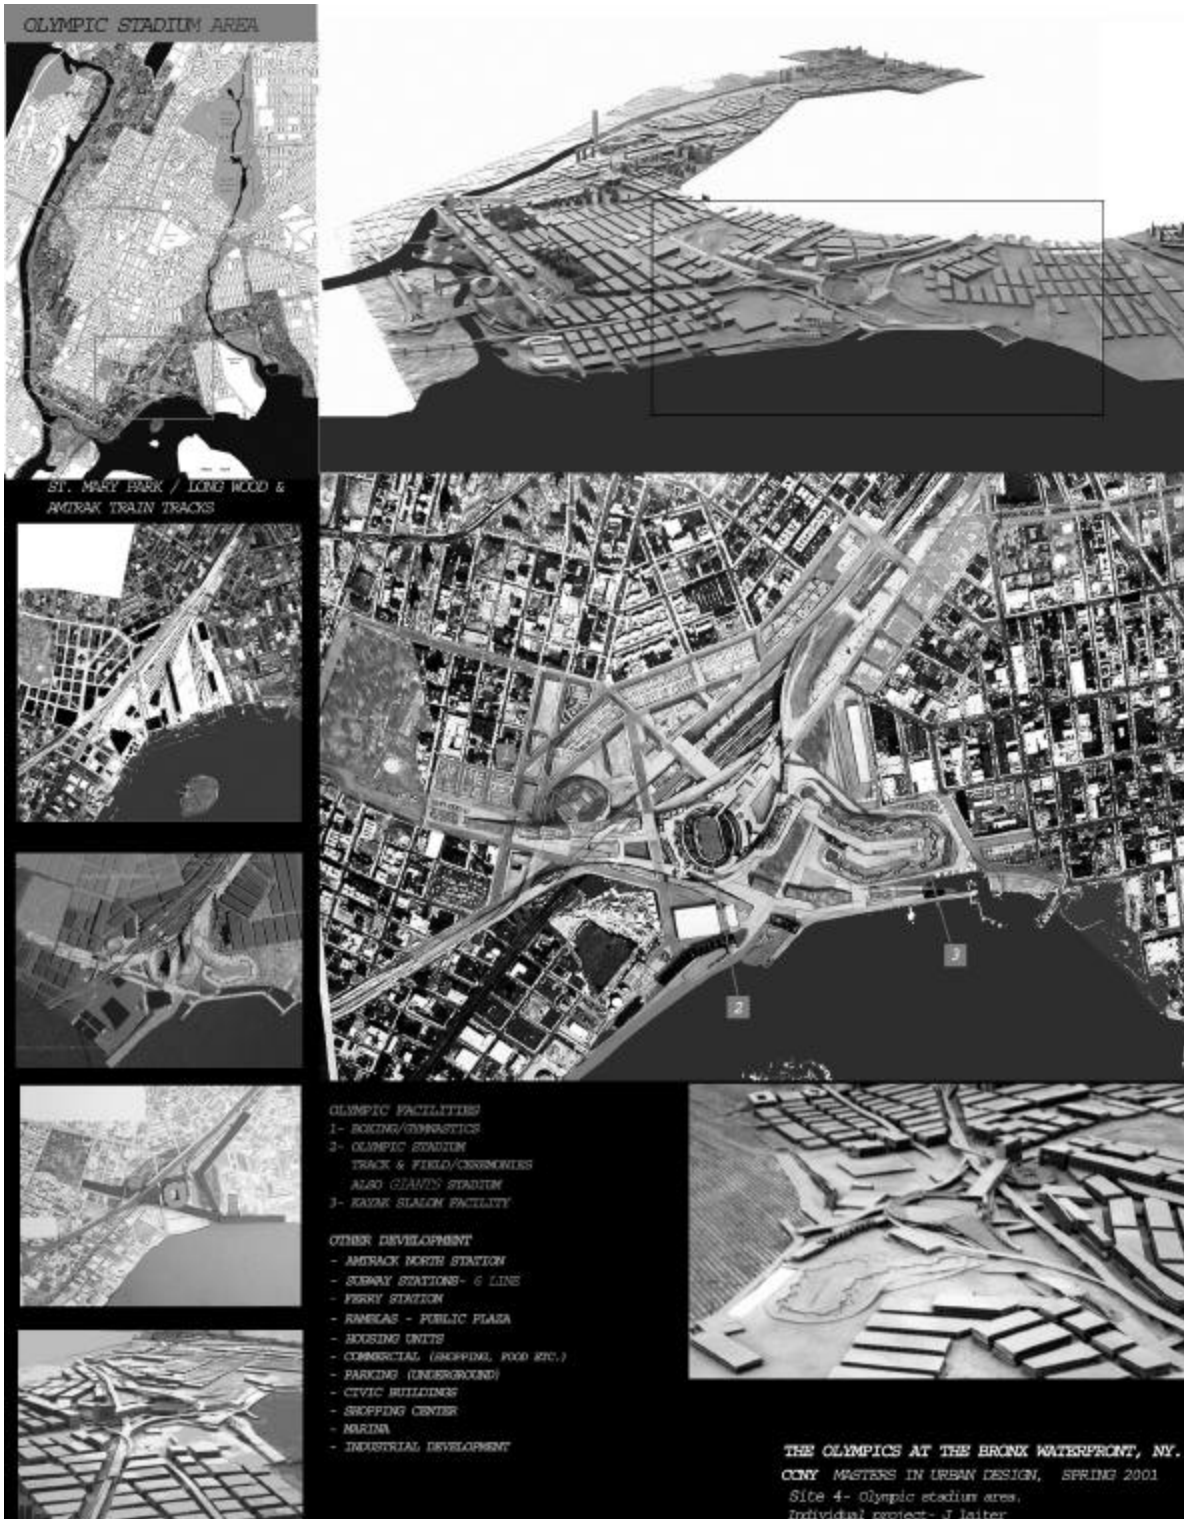 OLYMPIC STADIUM AREA
ST. MARY PARK / LONG WOOD &
AMTRAK TRAIN TRACKS
3
2
OLYMPIC FACILITIES
1- BOXING/GYMNASTICS
2- OLYMPIC STADIUM
TRACK & FIELD/CEREMONIES
ALSO GIANTS STADIUM
3- KAYAK SLALOM FACILITY
OTHER DEVELOPMENT
- AMTRACK NORTH STATION
- SUBWAY STATIONS- 6 LINE
- FERRY STATION
- RAMBLAS - PUBLIC PLAZA
- HOUSING UNITS
- COMMERCIAL (SHOPPING, FOOD ETC.)
- PARKING (UNDERGROUND)
- CIVIC BUILDINGS
- SHOPPING CENTER
- MARINA
- INDUSTRIAL DEVELOPMENT
THE OLYMPICS AT THE BRONX WATERFRONT, NY.
CCNY MASTERS IN URBAN DESIGN, SPRING 2001
Site 4- Olympic stadium area.
Individual project- J laiter